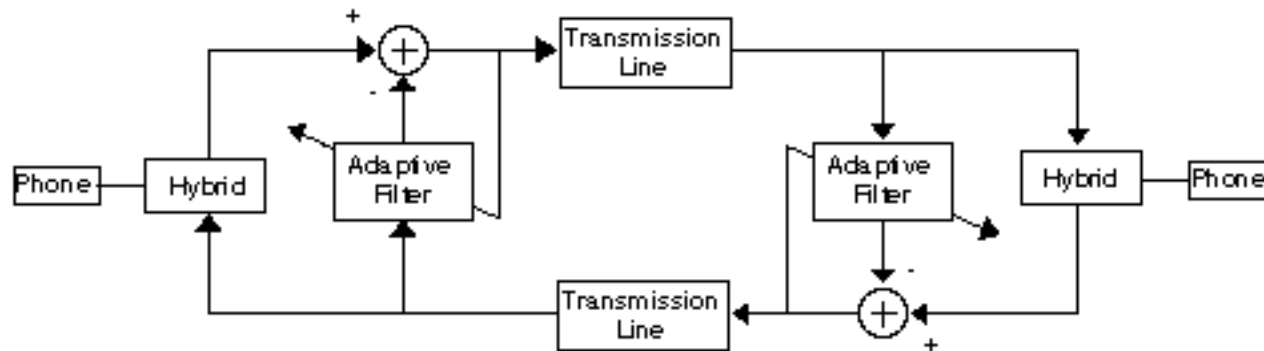 +
Transmission
Line
-
Adaptive
Filter
Phone
Hybrid
Adaptive
Filter
Hybrid
Phone
-
Transmission
Line
+